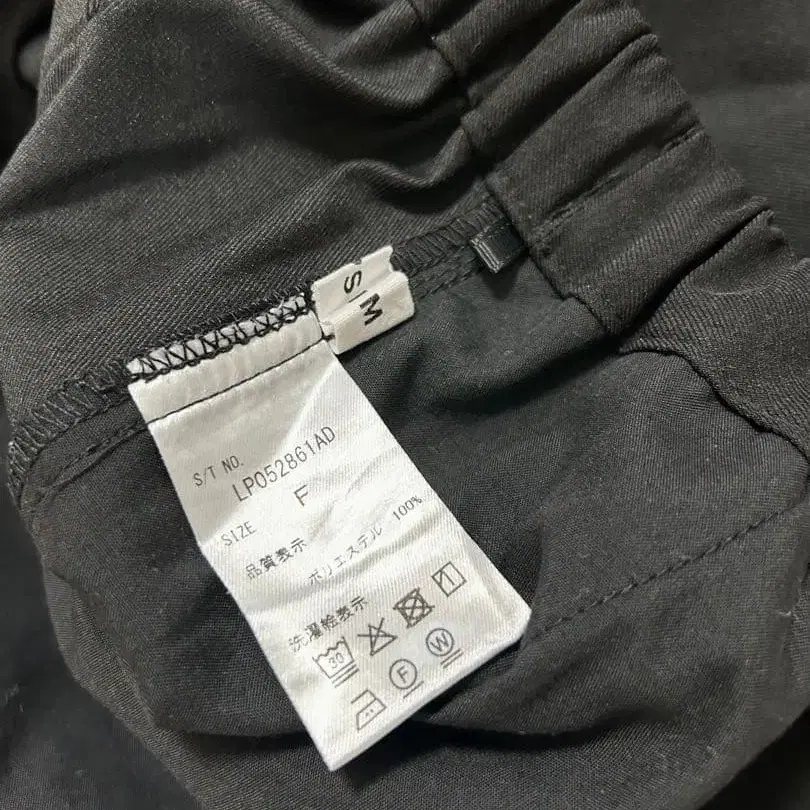 S/M
S/T NO.
LP052861AD
SIZE F
品質表示
ポリエステル 100%
洗濯絵表示
30
F W